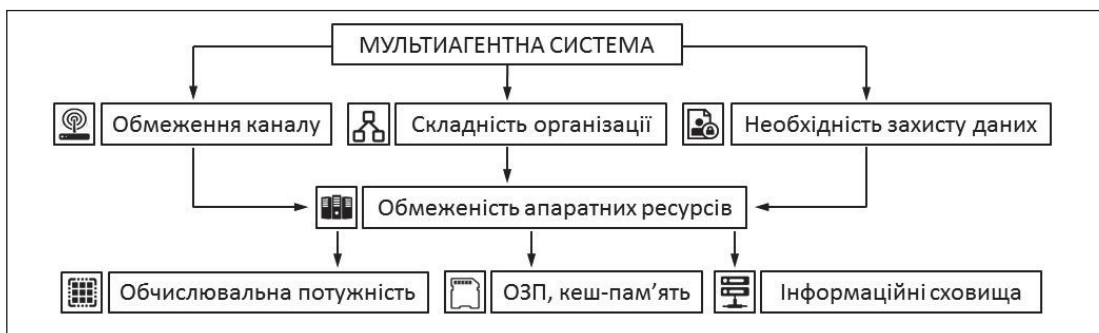 МУЛЬТИАГЕНТНА СИСТЕМА
Обмеження каналу
Складність організації
Необхідність захисту даних
Обмеженість апаратних ресурсів
Обчислювальна потужність
ОЗП, кеш-пам’ять
Інформаційні сховища